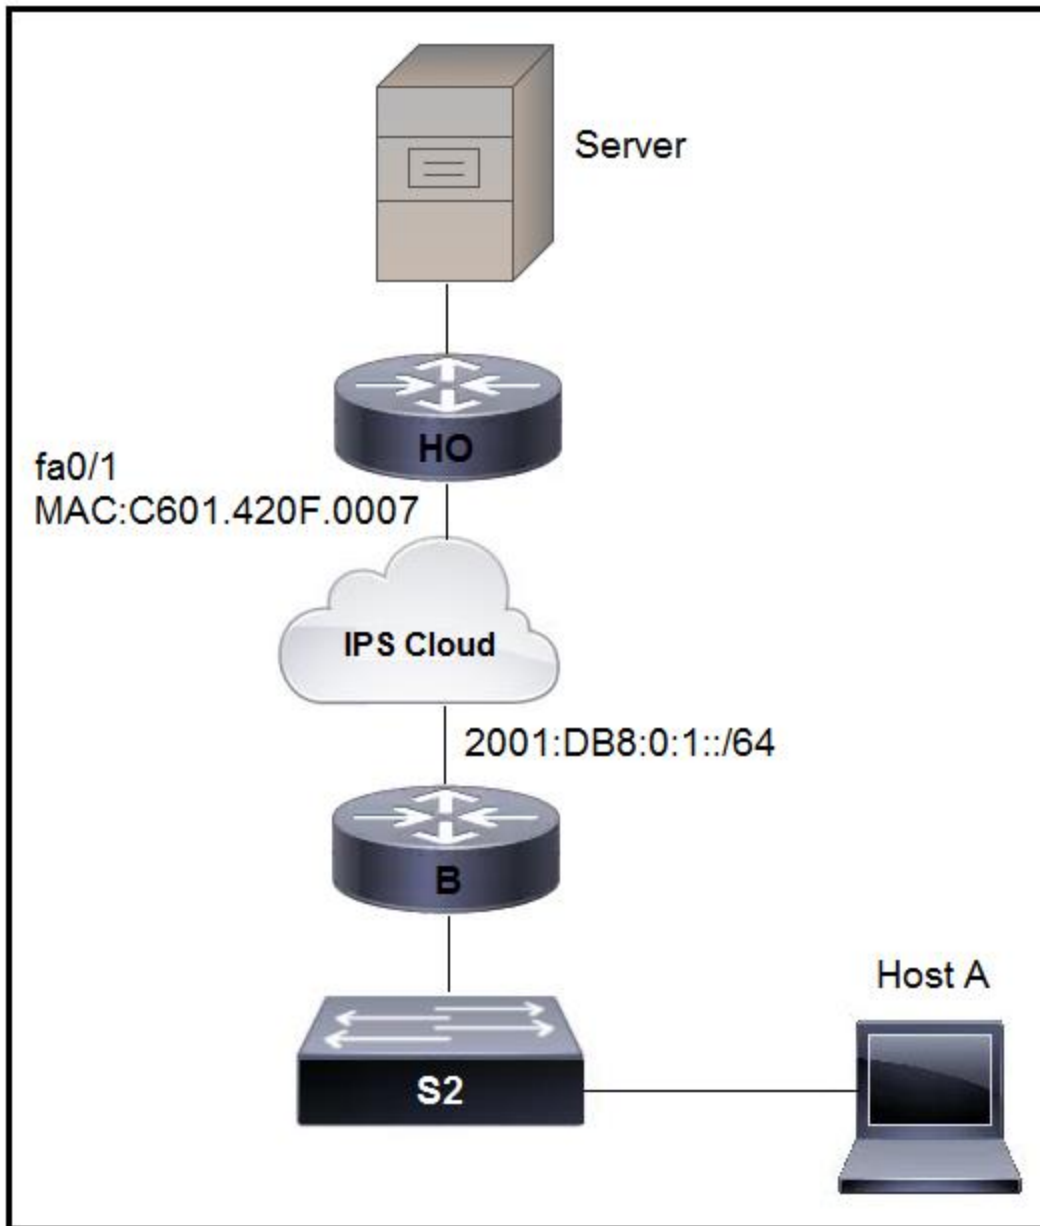 Server
HO
fa0/1
MAC:C601.420F.0007
IPS Cloud
2001:DB8:0:1::/64
B
Host A
S2